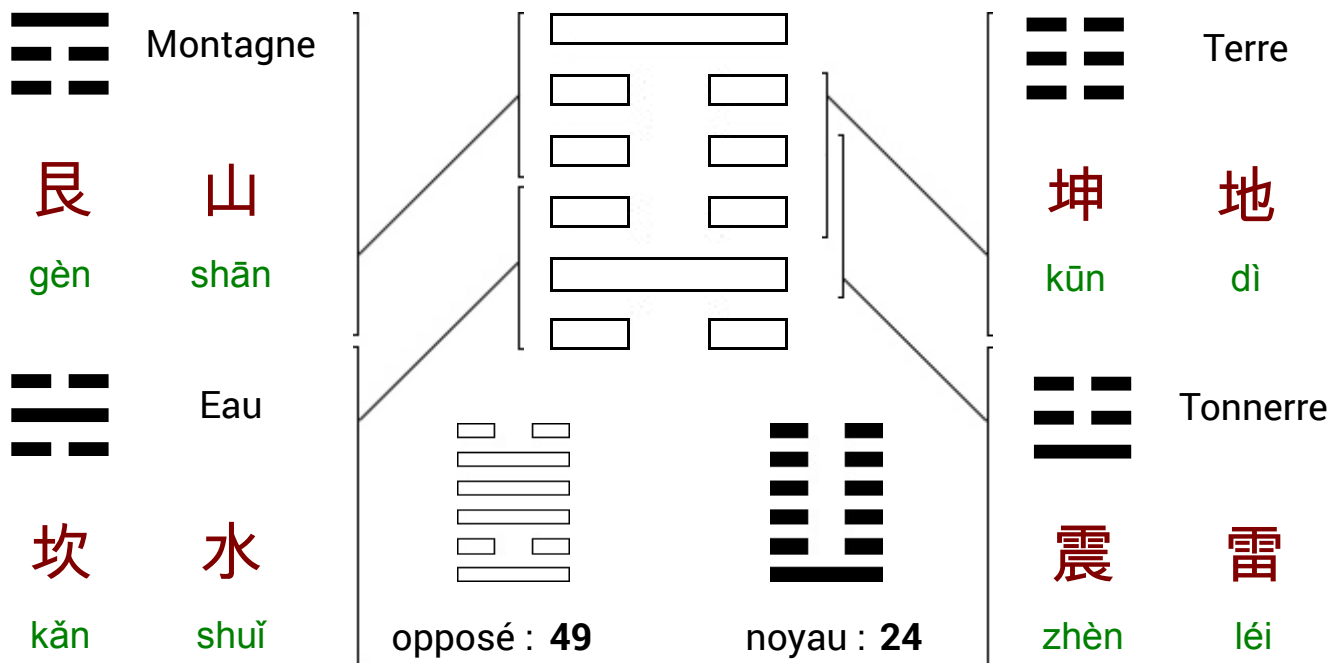 Montagne
艮 山
gèn shān
Eau
坎 水
kǎn shuǐ
opposé : 49
noyau : 24
Terre
坤 地
kūn dì
Tonnerre
震 雷
zhèn léi